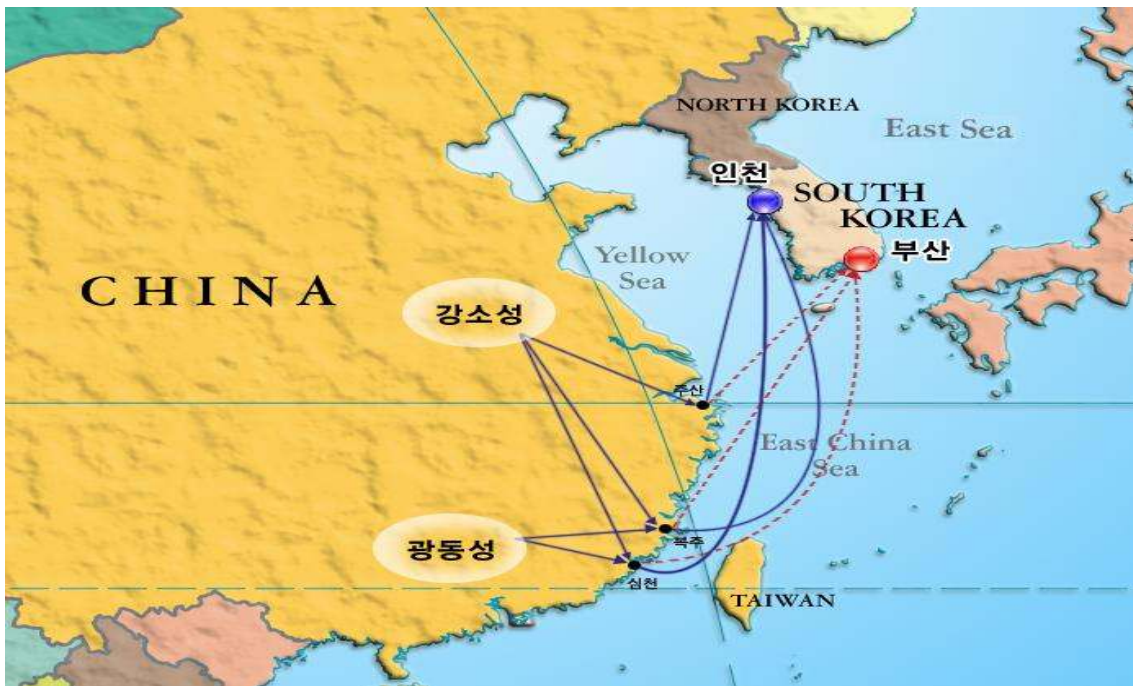 NORTH KOREA
East Sea
인천
SOUTH
KOREA
부산
Yellow
Sea
CHINA
강소성
주산
East China
Sea
광동성
복주
심천
TAIWAN